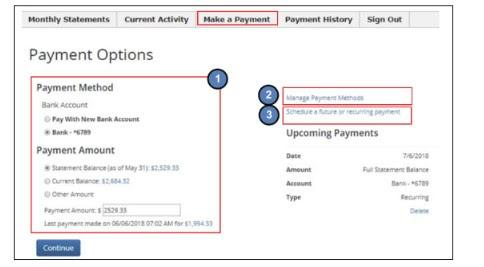 Monthly Statements Current Activity Make a Payment Payment History Sign Out
Payment Options
1
Payment Method
Bank Account
Pay With New Bank Account
Bank - *6789
Payment Amount
Statement Balance (as of May 31): $2,529.33
Current Balance: $2,684.32
Other Amount
Payment Amount: $ 2529.33
Last payment made on 06/06/2018 07:02 AM for $1,994.53
Continue
2
Manage Payment Methods
3
Schedule a future or recurring payment
Upcoming Payments
Date 7/6/2018
Amount Full Statement Balance
Account Bank - *6789
Type Recurring
Delete